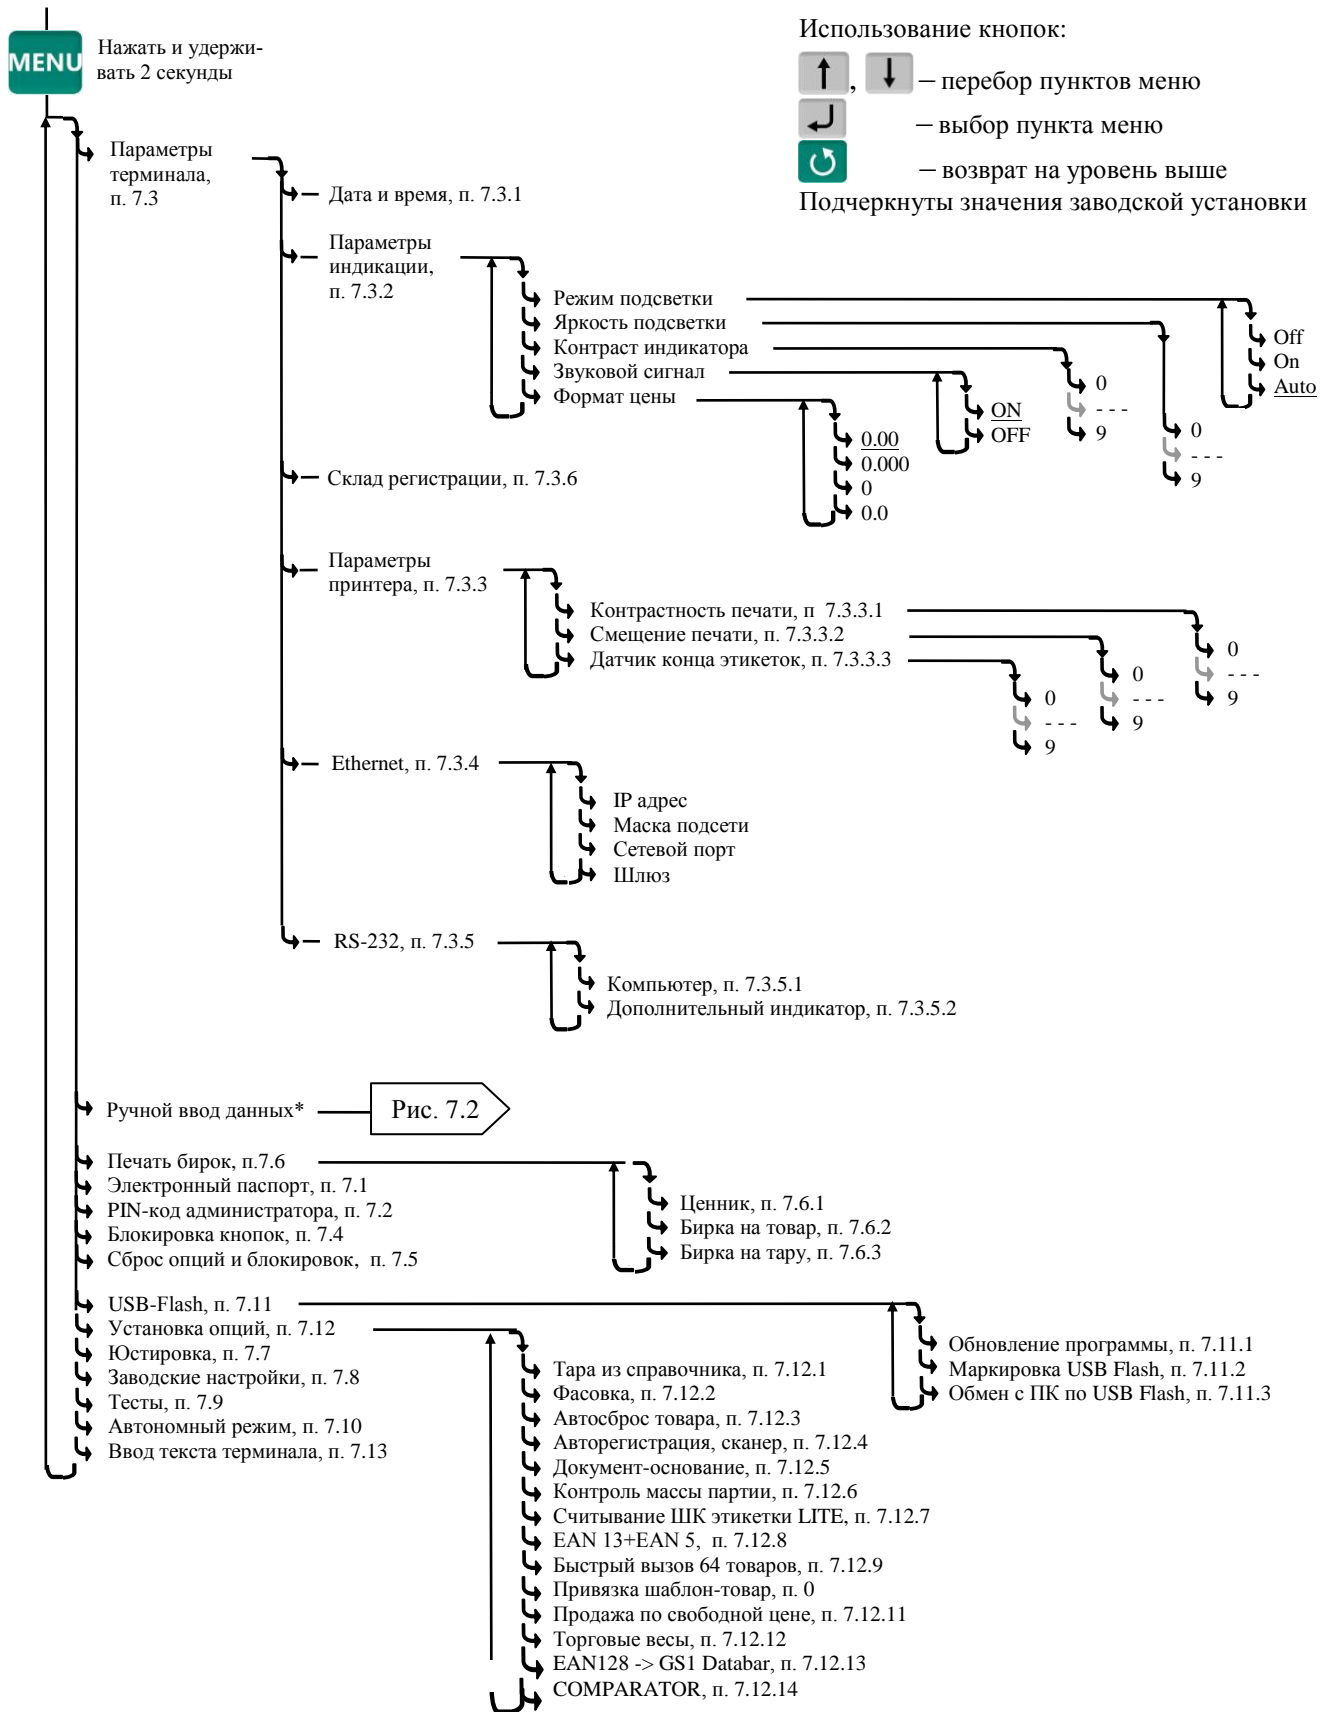 MENU
Нажать и удержи-
вать 2 секунды
Использование кнопок:
, – перебор пунктов меню
– выбор пункта меню
– возврат на уровень выше
Подчеркнуты значения заводской установки
Параметры
терминала,
п. 7.3
Дата и время, п. 7.3.1
Параметры
индикации,
п. 7.3.2
Режим подсветки
Яркость подсветки
Контраст индикатора
Звуковой сигнал
Формат цены
Off
On
Auto
0
- - -
9
0
- - -
9
ON
OFF
0.00
0.000
0
0.0
Склад регистрации, п. 7.3.6
Параметры
принтера, п. 7.3.3
Контрастность печати, п 7.3.3.1
Смещение печати, п. 7.3.3.2
Датчик конца этикеток, п. 7.3.3.3
0
- - -
9
0
- - -
9
0
- - -
9
Ethernet, п. 7.3.4
IP адрес
Маска подсети
Сетевой порт
Шлюз
RS-232, п. 7.3.5
Компьютер, п. 7.3.5.1
Дополнительный индикатор, п. 7.3.5.2
Ручной ввод данных*
Рис. 7.2
Печать бирок, п.7.6
Электронный паспорт, п. 7.1
PIN-код администратора, п. 7.2
Блокировка кнопок, п. 7.4
Сброс опций и блокировок, п. 7.5
Ценник, п. 7.6.1
Бирка на товар, п. 7.6.2
Бирка на тару, п. 7.6.3
USB-Flash, п. 7.11
Установка опций, п. 7.12
Юстировка, п. 7.7
Заводские настройки, п. 7.8
Тесты, п. 7.9
Автономный режим, п. 7.10
Ввод текста терминала, п. 7.13
Обновление программы, п. 7.11.1
Маркировка USB Flash, п. 7.11.2
Обмен с ПК по USB Flash, п. 7.11.3
Тара из справочника, п. 7.12.1
Фасовка, п. 7.12.2
Автосброс товара, п. 7.12.3
Авторегистрация, сканер, п. 7.12.4
Документ-основание, п. 7.12.5
Контроль массы партии, п. 7.12.6
Считывание ШК этикетки LITE, п. 7.12.7
EAN 13+EAN 5, п. 7.12.8
Быстрый вызов 64 товаров, п. 7.12.9
Привязка шаблон-товар, п. 0
Продажа по свободной цене, п. 7.12.11
Торговые весы, п. 7.12.12
EAN128 -> GS1 Databar, п. 7.12.13
COMPARATOR, п. 7.12.14